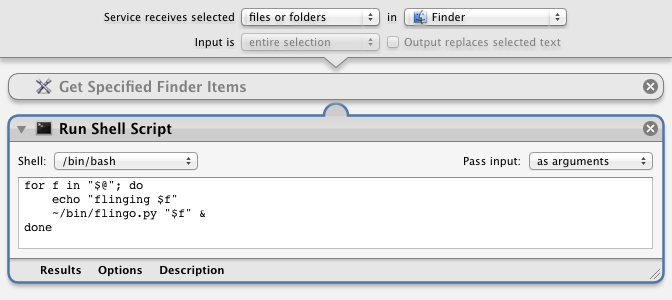 Service receives selected files or folders in Finder
Input is entire selection Output replaces selected text
Get Specified Finder Items
Run Shell Script
Shell: /bin/bash Pass input: as arguments
for f in "$@"; do
    echo "flinging $f"
    ~/bin/flingo.py "$f" &
done
Results Options Description